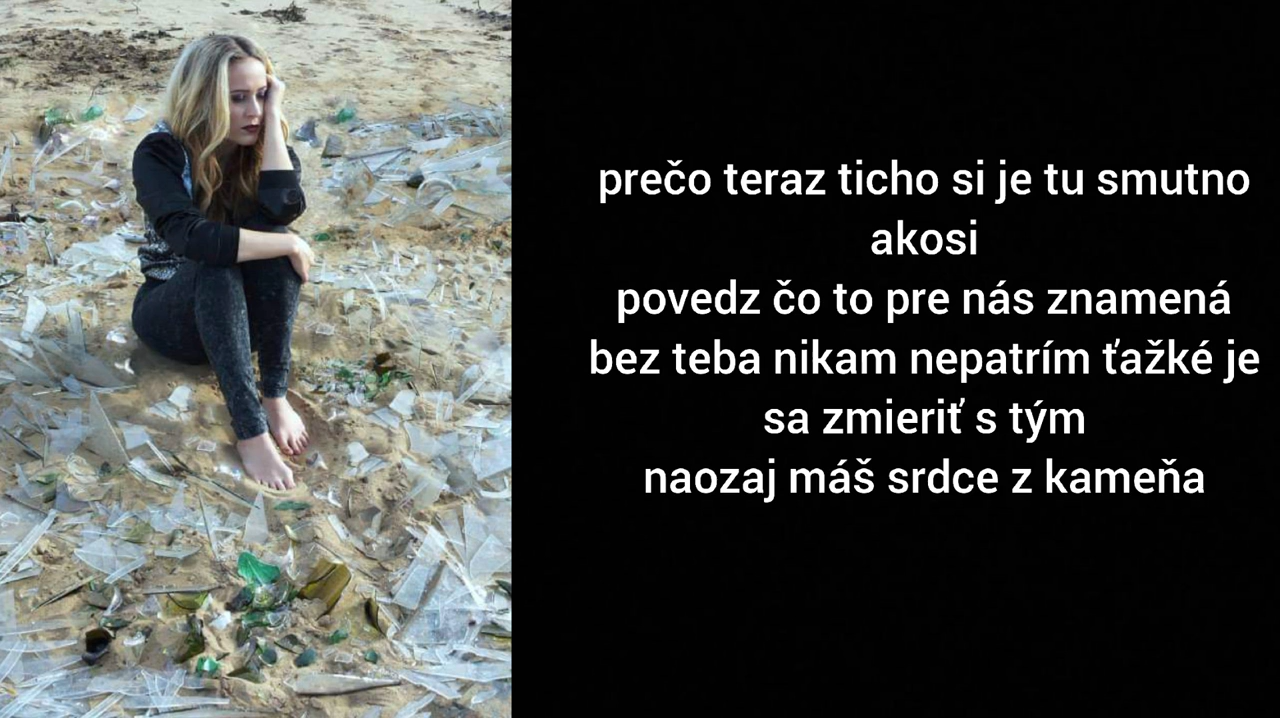 prečo teraz ticho si je tu smutno
akosi
povedz čo to pre nás znamená
bez teba nikam nepatrím ťažké je
sa zmieriť s tým
naozaj máš srdce z kameňa